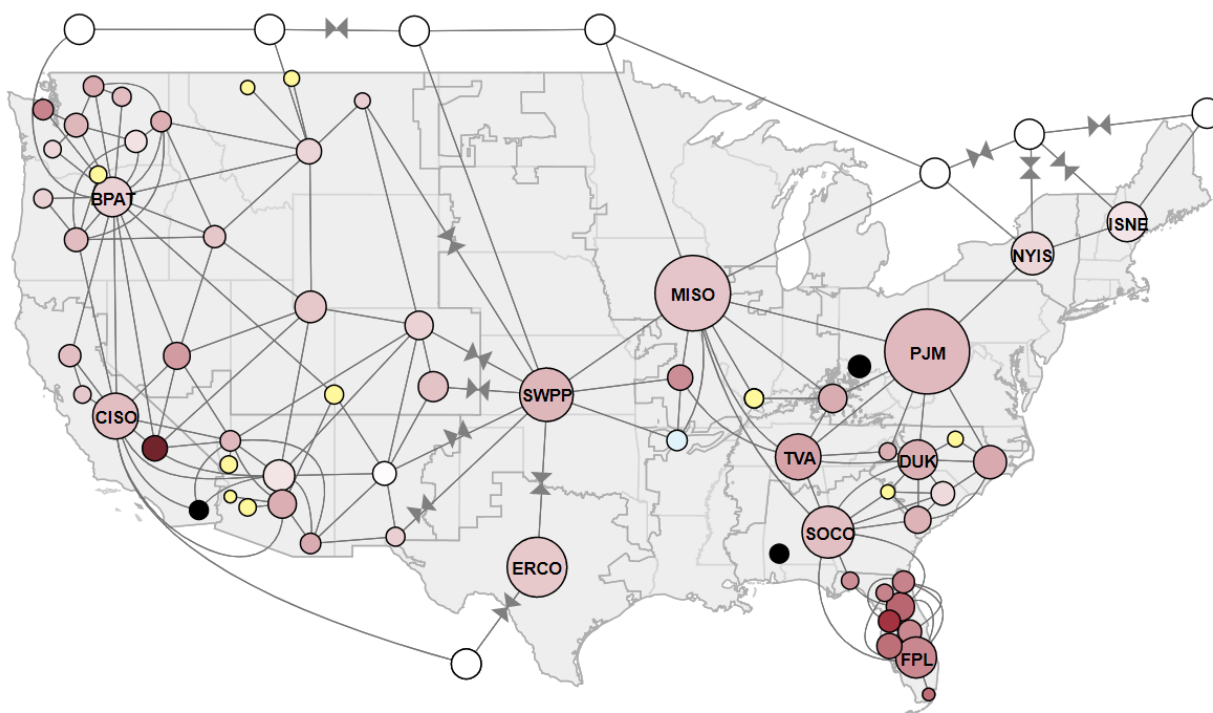 BPAT
ISNE
NYIS
MISO
PJM
SWPP
CISO
TVA
DUK
SOCO
ERCO
FPL